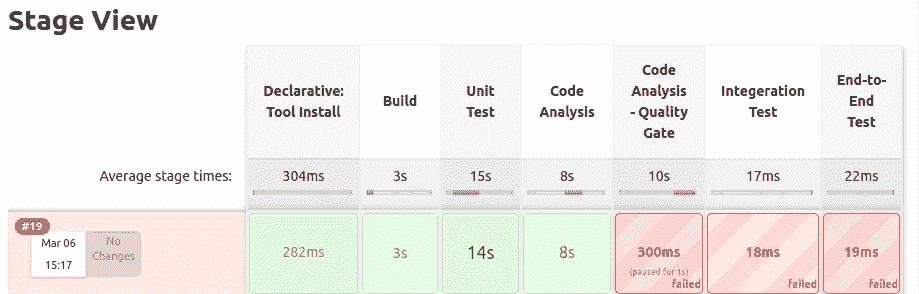 Stage View
Declarative:
Tool Install
Build
Unit
Test
Code
Analysis
Code
Analysis
- Quality
Gate
Integeration
Test
End-to-
End
Test
Average stage times:
304ms
3s
15s
8s
10s
17ms
22ms
#19
Mar 06
15:17
No
Changes
282ms
3s
14s
8s
300ms
(paused for 1s)
failed
18ms
failed
19ms
failed